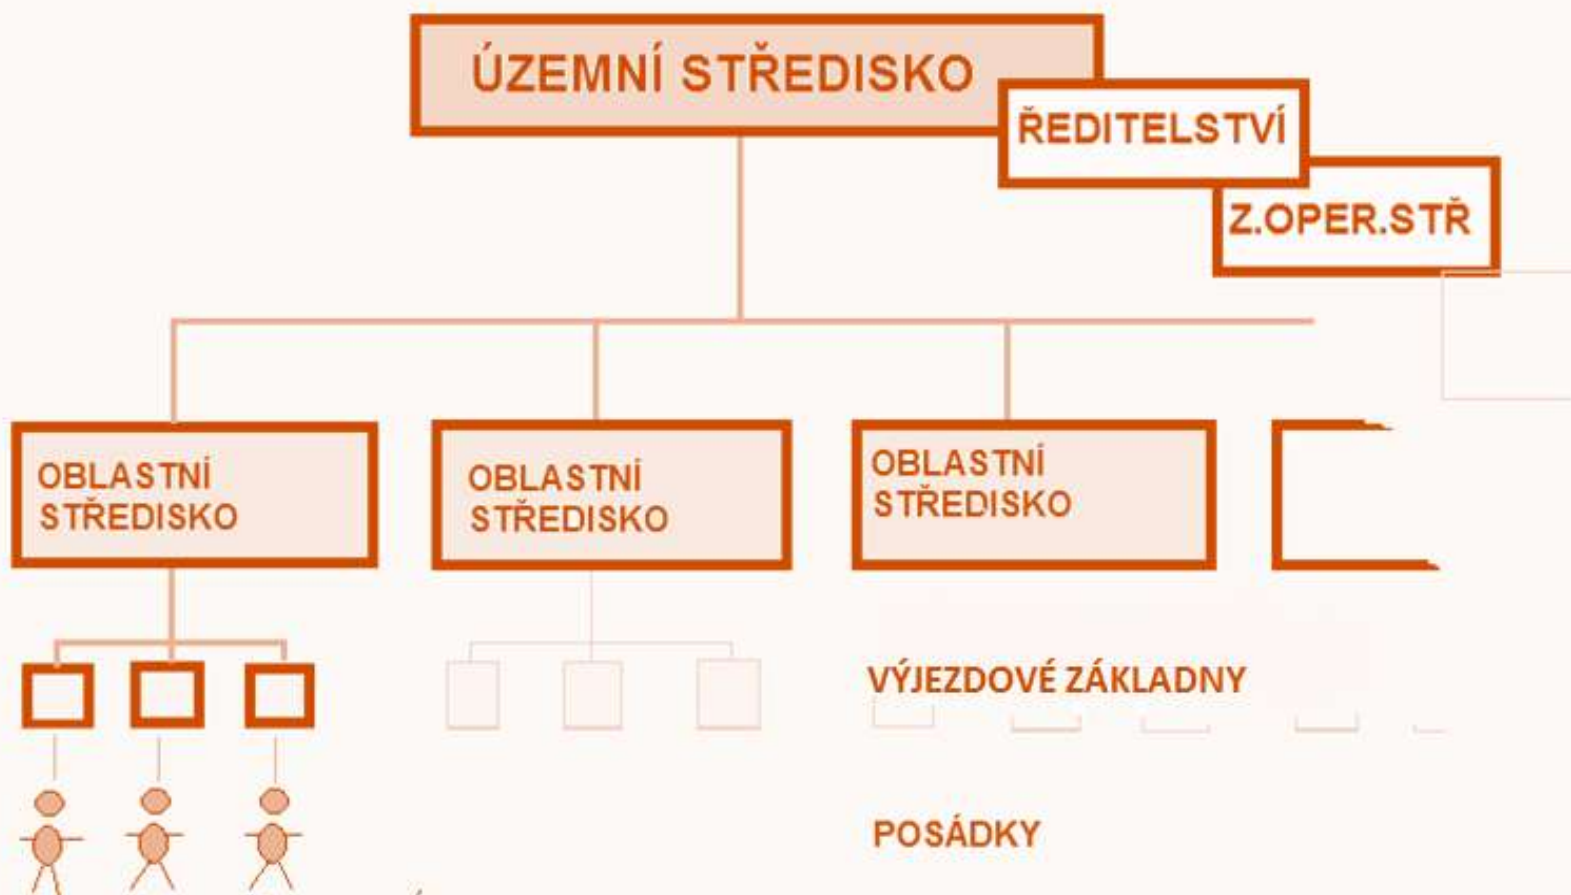 ÚZEMNÍ STŘEDISKO
ŘEDITELSTVÍ
Z.OPER.STŘ
OBLASTNÍ
STŘEDISKO
OBLASTNÍ
STŘEDISKO
OBLASTNÍ
STŘEDISKO
VÝJEZDOVÉ ZÁKLADNY
POSÁDKY